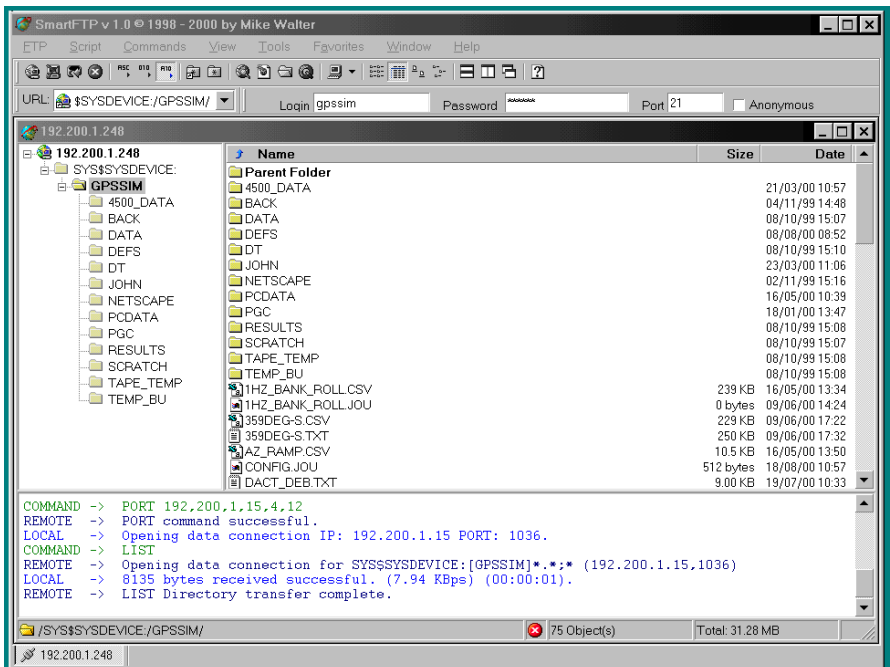 SmartFTP v 1.0 © 1998 - 2000 by Mike Walter
FTP Script Commands View Tools Favorites Window Help
URL: $SYSDEVICE:/GPSSIM/ Login gpssim Password ******** Port 21 Anonymous
192.200.1.248
192.200.1.248
SYS$SYSDEVICE:
GPSSIM
4500_DATA
BACK
DATA
DEFS
DT
JOHN
NETSCAPE
PCDATA
PGC
RESULTS
SCRATCH
TAPE_TEMP
TEMP_BU
Name Size Date
Parent Folder
4500_DATA 21/03/00 10:57
BACK 04/11/99 14:48
DATA 08/10/99 15:07
DEFS 08/08/00 08:52
DT 08/10/99 15:10
JOHN 23/03/00 11:06
NETSCAPE 02/11/99 15:16
PCDATA 16/05/00 10:39
PGC 18/01/00 13:47
RESULTS 08/10/99 15:08
SCRATCH 08/10/99 15:07
TAPE_TEMP 08/10/99 15:08
TEMP_BU 08/10/99 15:08
1HZ_BANK_ROLL.CSV 239 KB 16/05/00 13:34
1HZ_BANK_ROLL.JOU 0 bytes 09/06/00 14:24
359DEG-S.CSV 229 KB 09/06/00 17:22
359DEG-S.TXT 250 KB 09/06/00 17:32
AZ_RAMP.CSV 10.5 KB 16/05/00 13:50
CONFIG.JOU 512 bytes 18/08/00 10:57
DACT_DEB.TXT 9.00 KB 19/07/00 10:33
COMMAND -> PORT 192,200,1,15,4,12
REMOTE -> PORT command successful.
LOCAL -> Opening data connection IP: 192.200.1.15 PORT: 1036.
COMMAND -> LIST
REMOTE -> Opening data connection for SYS$SYSDEVICE:[GPSSIM]*.*;* (192.200.1.15,1036)
LOCAL -> 8135 bytes received successful. (7.94 KBps) (00:00:01).
REMOTE -> LIST Directory transfer complete.
/SYS$SYSDEVICE:/GPSSIM/ 75 Object(s) Total: 31.28 MB
192.200.1.248